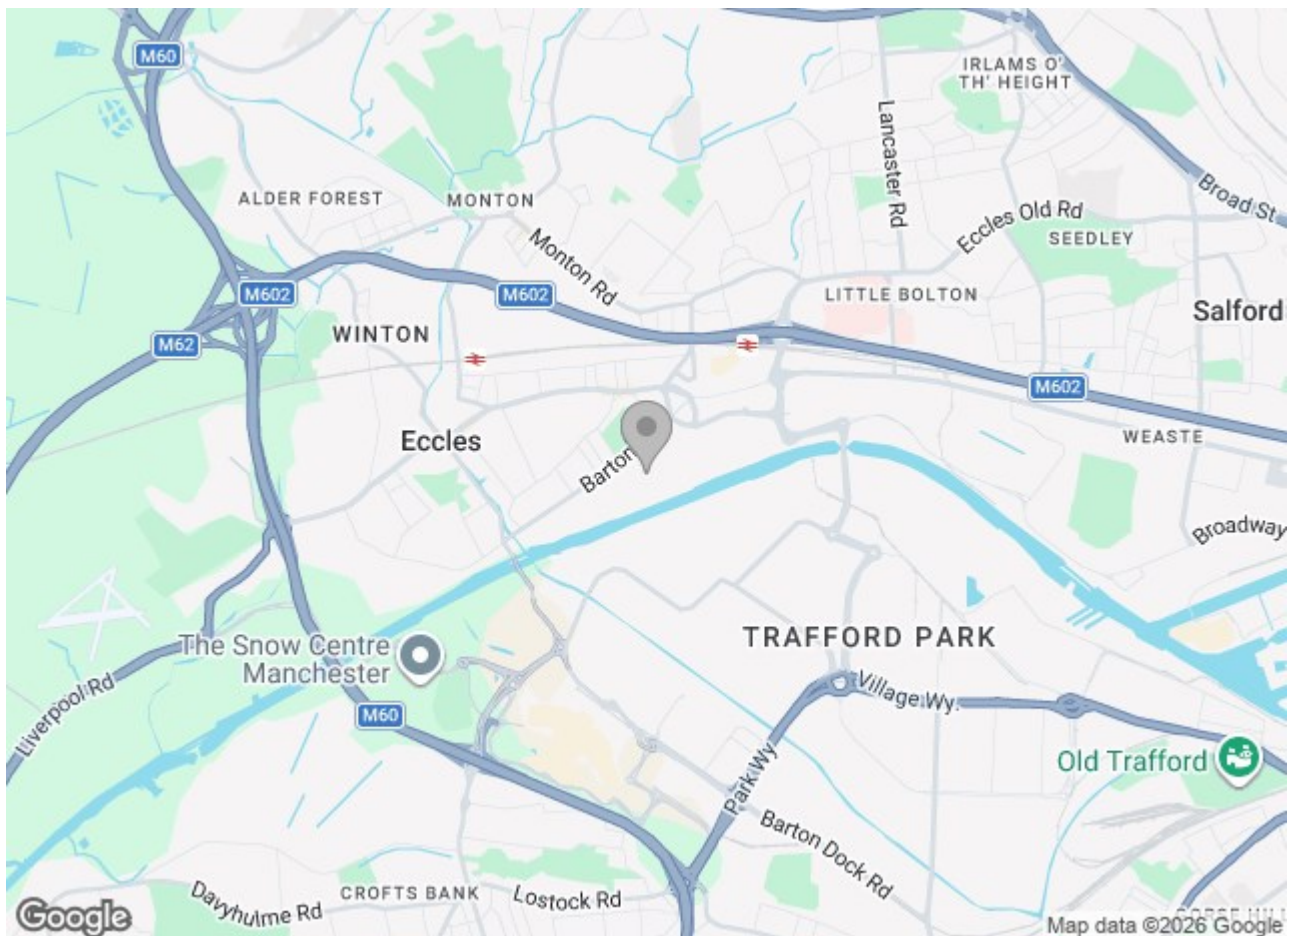 M60
IRLAMS O'
TH' HEIGHT
Lancaster Rd
Broad St
ALDER FOREST
MONTON
Eccles Old Rd
SEEDLEY
Monton Rd
M602
M602
LITTLE BOLTON
Salford
WINTON
M62
M602
Eccles
WEASTE
Barton
Broadway
The Snow Centre
Manchester
TRAFFORD PARK
Liverpool Rd
Village Wy.
M60
Old Trafford
Park Wy
Barton Dock Rd
Davyhulme Rd
CROFTS BANK
Lostock Rd
Google
Map data ©2026 Google